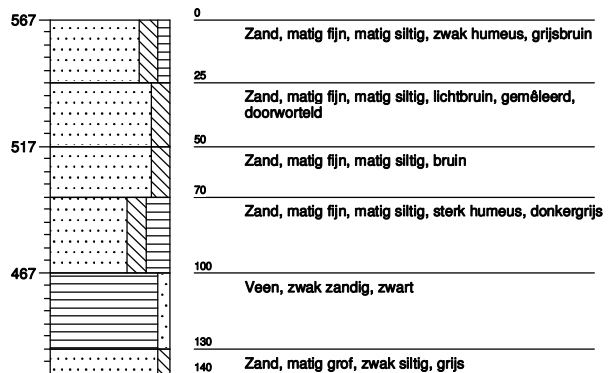 567
0
Zand, matig fijn, matig siltig, zwak humeus, grijsbruin
25
Zand, matig fijn, matig siltig, lichtbruin, gemêleerd,
doorworteld
517
50
Zand, matig fijn, matig siltig, bruin
70
Zand, matig fijn, matig siltig, sterk humeus, donkergrijs
467
100
Veen, zwak zandig, zwart
130
140
Zand, matig grof, zwak siltig, grijs